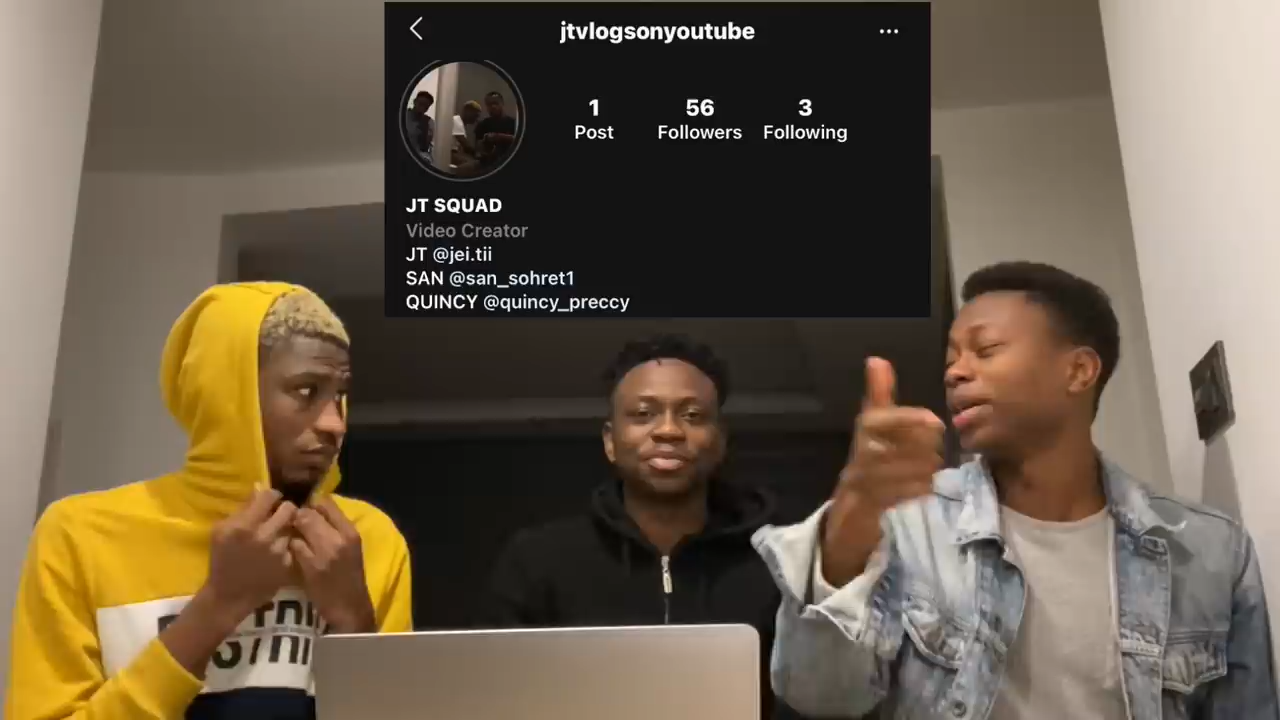 jtvlogsonyoutube
1
56
3
Post
Followers
Following
JT SQUAD
Video Creator
JT @jei.tii
SAN @san_sohret1
QUINCY @quincy_preccy